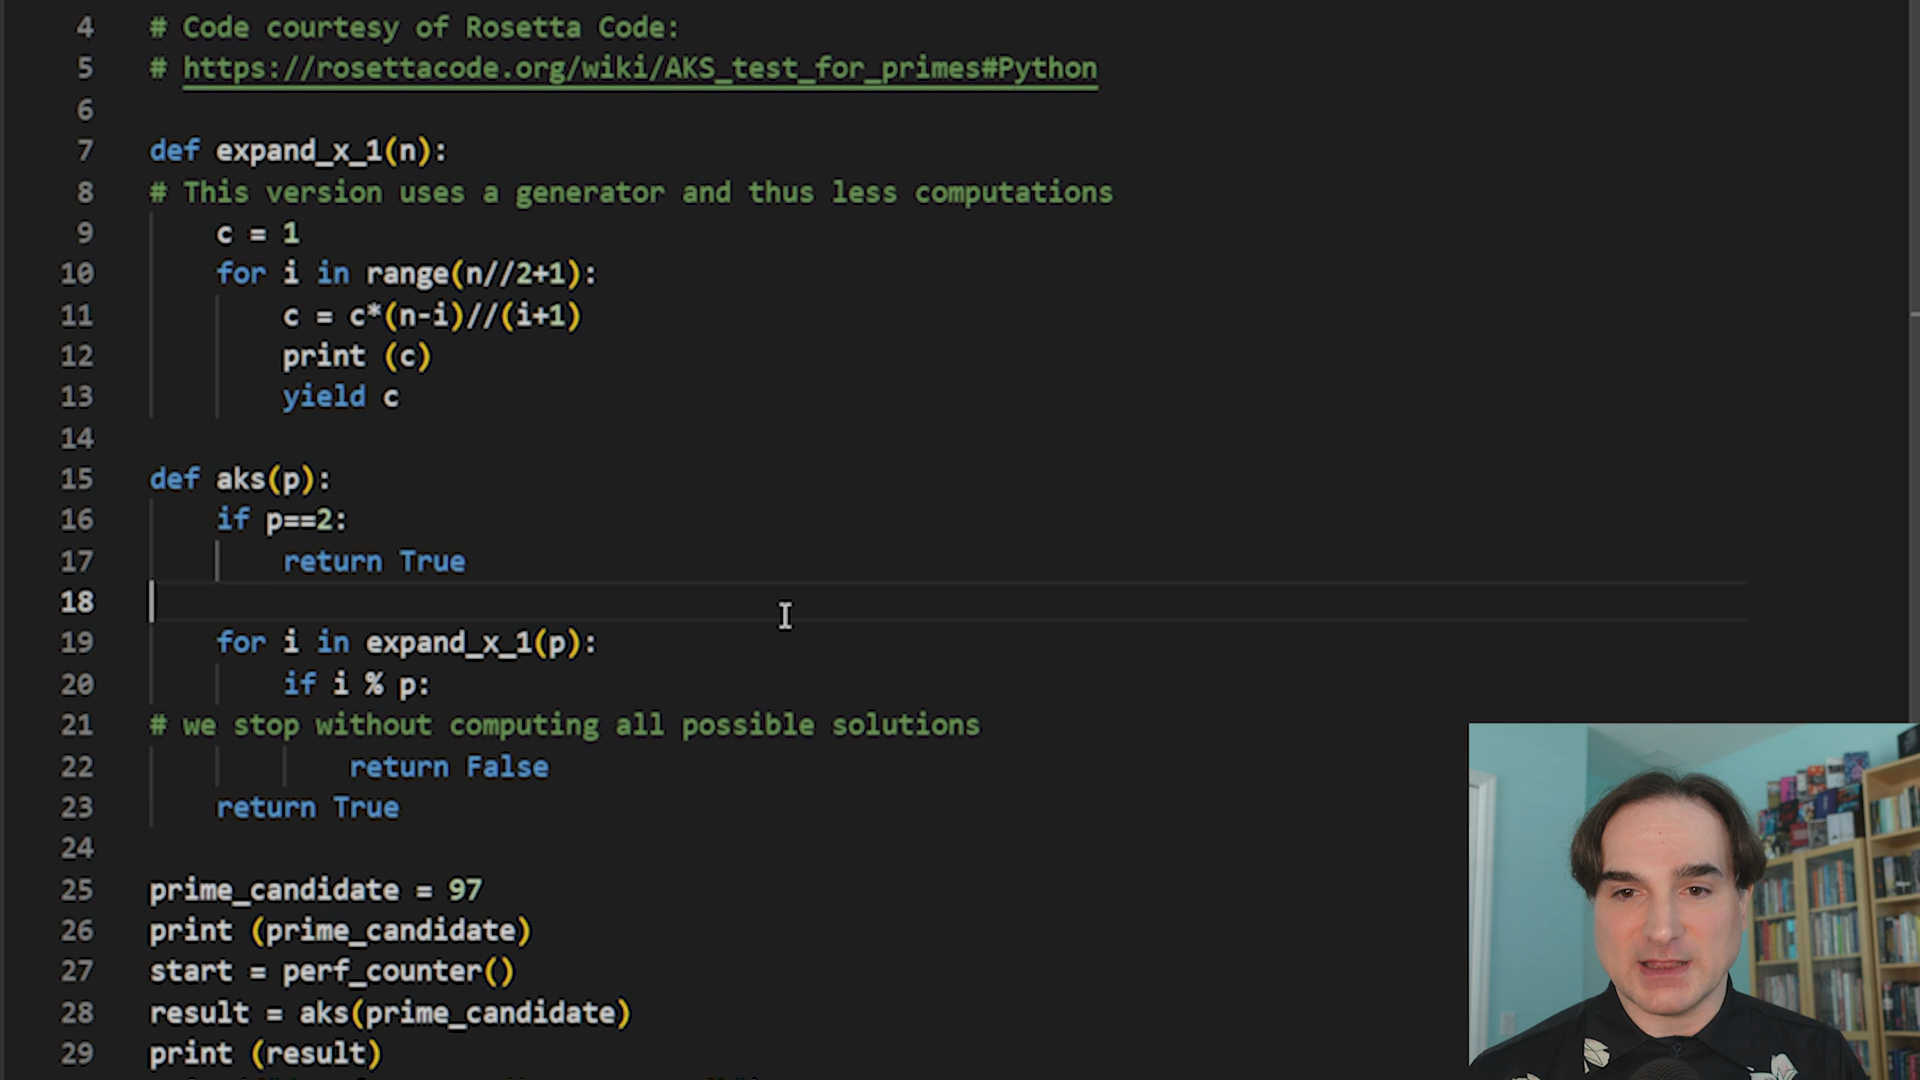 4 # Code courtesy of Rosetta Code:
5 # https://rosettacode.org/wiki/AKS_test_for_primes#Python
6
7 def expand_x_1(n):
8 # This version uses a generator and thus less computations
9 c = 1
10 for i in range(n//2+1):
11 c = c*(n-i)//(i+1)
12 print (c)
13 yield c
14
15 def aks(p):
16 if p==2:
17 return True
18
19 for i in expand_x_1(p):
20 if i % p:
21 # we stop without computing all possible solutions
22 return False
23 return True
24
25 prime_candidate = 97
26 print (prime_candidate)
27 start = perf_counter()
28 result = aks(prime_candidate)
29 print (result)